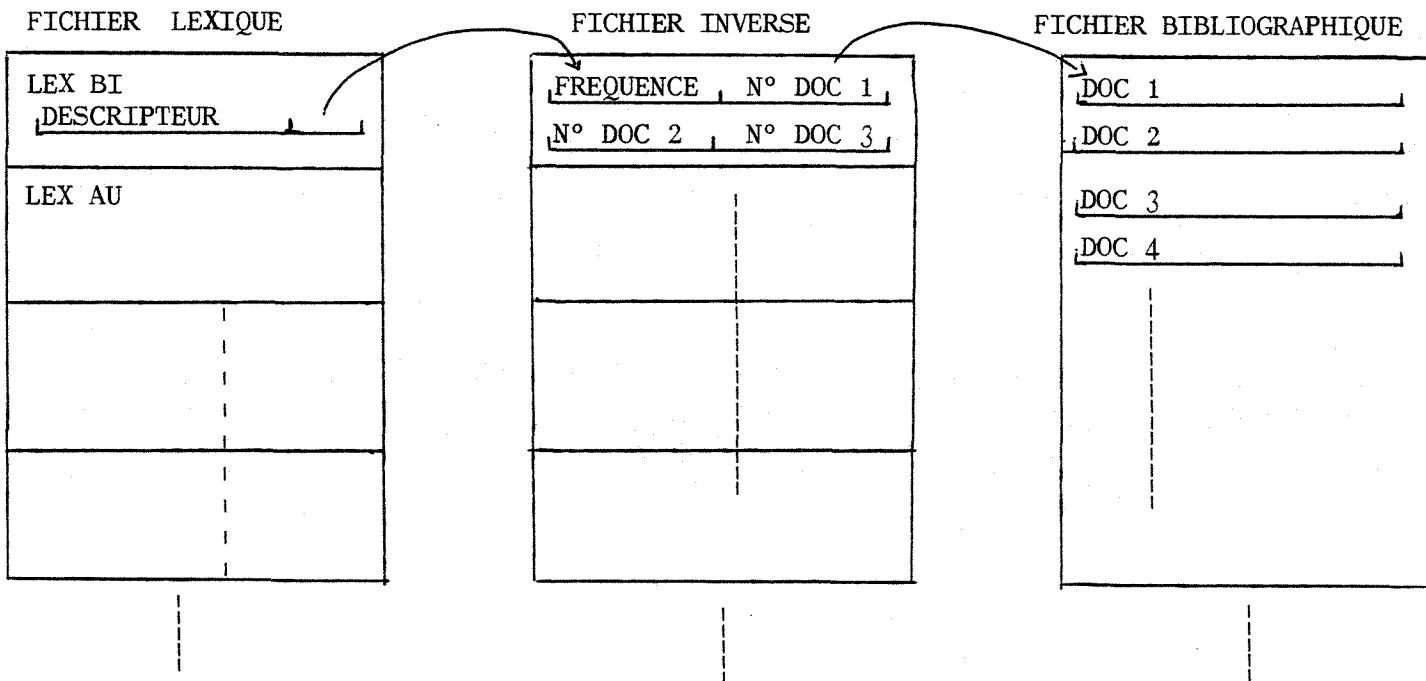 FICHIER LEXIQUE
LEX BI
DESCRIPTEUR
LEX AU
FICHIER INVERSE
FREQUENCE N° DOC 1
N° DOC 2 N° DOC 3
FICHIER BIBLIOGRAPHIQUE
DOC 1
DOC 2
DOC 3
DOC 4